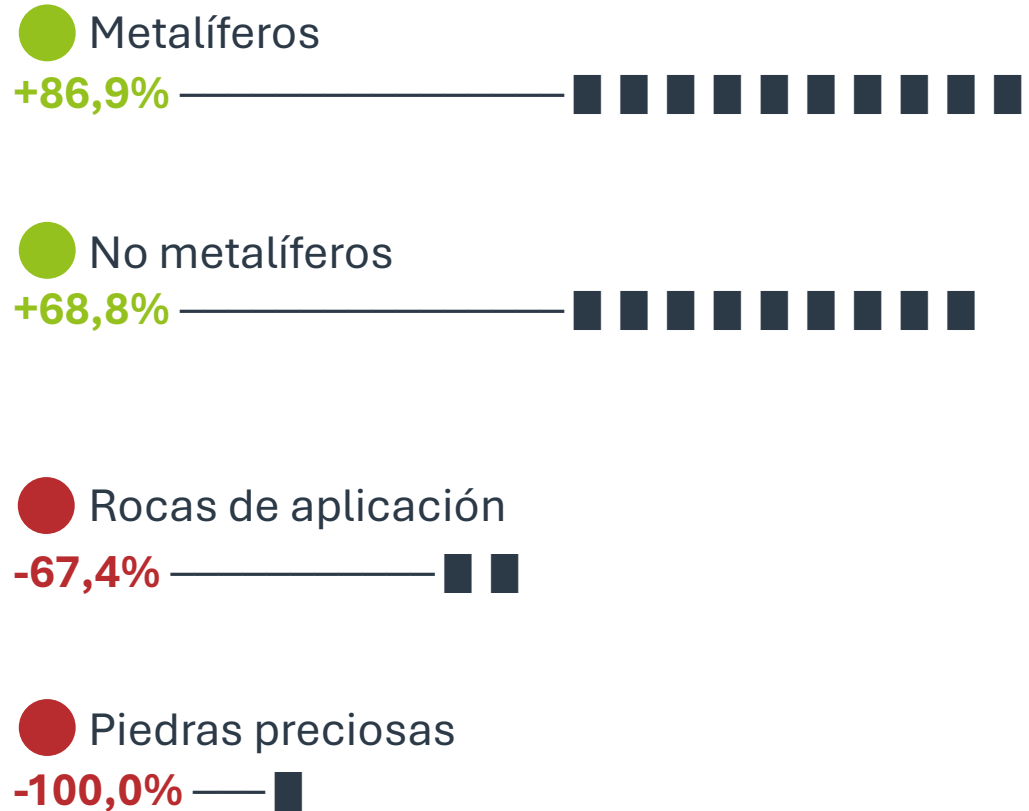 Metalíferos
+86,9%
No metalíferos
+68,8%
Rocas de aplicación
-67,4%
Piedras preciosas
-100,0%